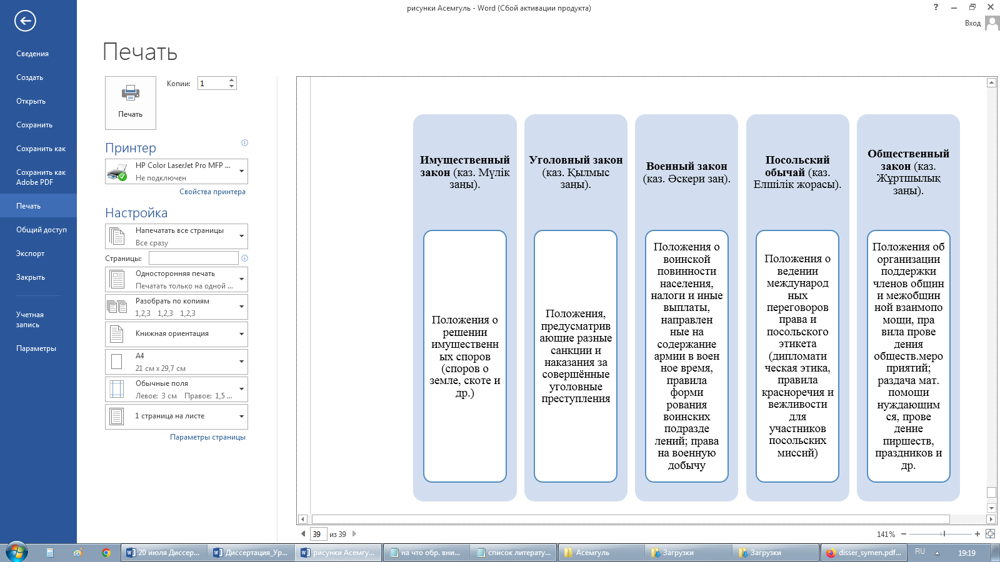 рисунки Асемгуль - Word (Сбой активации продукта)
Вход
Сведения
Создать
Открыть
Сохранить
Сохранить как
Сохранить как
Adobe PDF
Печать
Общий доступ
Экспорт
Закрыть
Учетная
запись
Параметры
Печать
Печать
Копии: 1
Принтер
HP Color LaserJet Pro MFP ...
Не подключен
Свойства принтера
Настройка
Напечатать все страницы
Все сразу
Страницы:
Односторонняя печать
Печатать только на одной ...
Разобрать по копиям
1,2,3 1,2,3 1,2,3
Книжная ориентация
A4
21 см x 29,7 см
Обычные поля
Левое: 3 см Правое: 1,5 ...
1 страница на листе
Параметры страницы
Имущественный
закон (каз. Мүлік
заңы).
Положения о
решении
имущественн
ых споров
(споров о
земле, скоте и
др.)
Уголовный закон
(каз. Қылмыс
заңы).
Положения,
предусматрив
ающие разные
санкции и
наказания за
совершённые
уголовные
преступления
Военный закон
(каз. Әскери заң).
Положения о
воинской
повинности
населения,
налоги и иные
выплаты,
направлен
ные на
содержание
армии в воен
ное время,
правила
форми
рования
воинских
подразде
лений; права
на военную
добычу
Посольский
обычай (каз.
Елшілік жорасы).
Положения о
ведении
международ
ных
переговоров
права и
посольского
этикета
(дипломати
ческая этика,
правила
красноречия и
вежливости
для
участников
посольских
миссий)
Общественный
закон (каз.
Жұртшылық
заңы).
Положения об
организации
поддержки
членов общин
и межобщин
ной взаимопо
мощи, пра
вила прове
дения
обществ.меро
приятий;
раздача мат.
помощи
нуждающим
ся, прове
дение
пиршеств,
праздников и
др.
39 из 39
141%
20 июля Диссер...
Диссертация_Ур...
рисунки Асемгу...
на что обр. вни...
список литерату...
Асемгуль
Загрузки
Загрузки
disser_symen.pdf...
RU
19:19